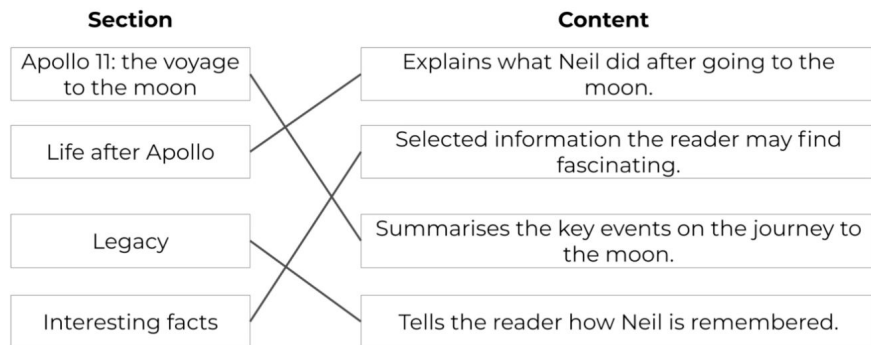 Section
Content
Apollo 11: the voyage
to the moon
Explains what Neil did after going to the
moon.
Life after Apollo
Selected information the reader may find
fascinating.
Legacy
Summarises the key events on the journey to
the moon.
Interesting facts
Tells the reader how Neil is remembered.